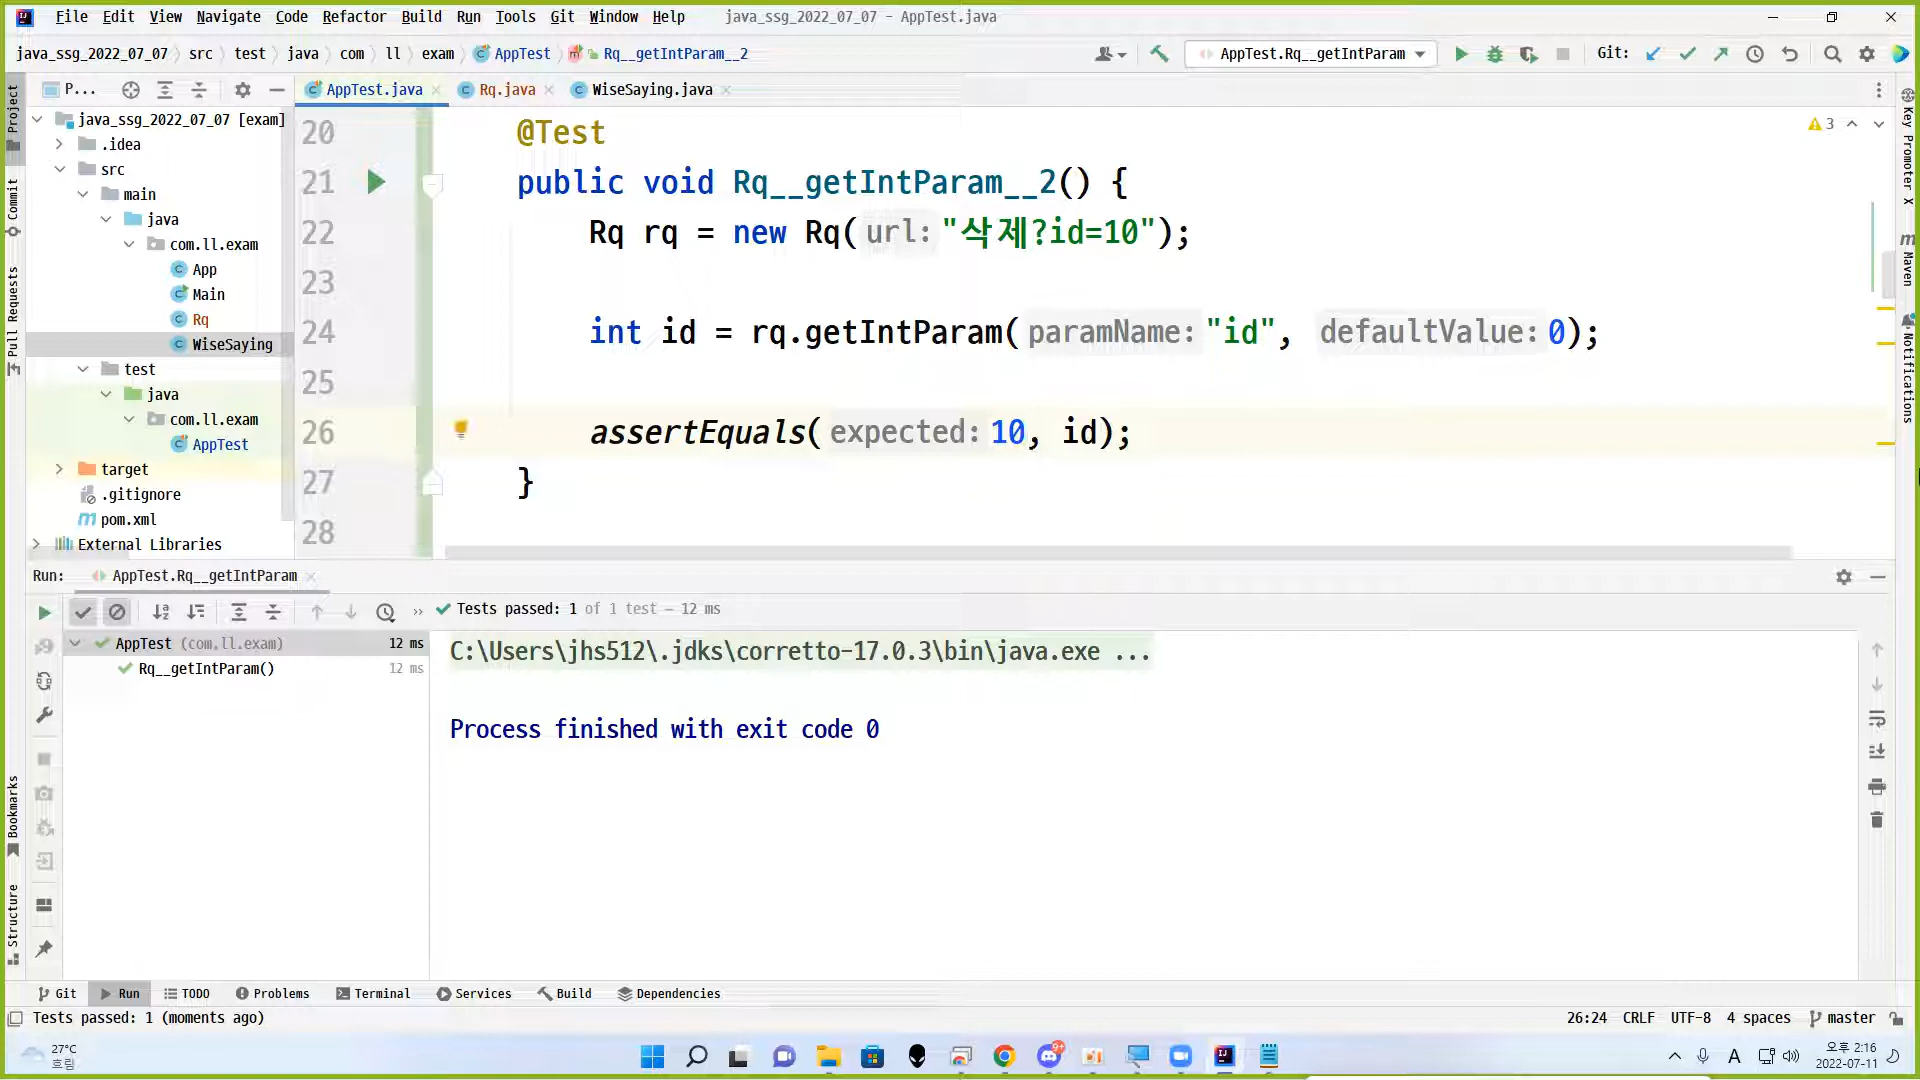 File Edit View Navigate Code Refactor Build Run Tools Git Window Help java_ssg_2022_07_07 - AppTest.java
java_ssg_2022_07_07 src test java com ll exam AppTest Rq__getIntParam__2
AppTest.Rq__getIntParam
Git:
P...
AppTest.java Rq.java WiseSaying.java
Project
Commit
Pull Requests
Bookmarks
Structure
java_ssg_2022_07_07 [exam]
.idea
src
main
java
com.ll.exam
App
Main
Rq
WiseSaying
test
java
com.ll.exam
AppTest
target
.gitignore
pom.xml
External Libraries
3
20 @Test
21 public void Rq__getIntParam__2() {
22 Rq rq = new Rq( url: "삭제?id=10");
23
24 int id = rq.getIntParam( paramName: "id", defaultValue: 0);
25
26 assertEquals( expected: 10, id);
27 }
28
Key Promoter X
Maven
Notifications
Run: AppTest.Rq__getIntParam
Tests passed: 1 of 1 test – 12 ms
AppTest (com.ll.exam) 12 ms
Rq__getIntParam() 12 ms
C:\Users\jhs512\.jdks\corretto-17.0.3\bin\java.exe ...
Process finished with exit code 0
Git Run TODO Problems Terminal Services Build Dependencies
Tests passed: 1 (moments ago)
26:24 CRLF UTF-8 4 spaces master
27°C
흐림
9+
A
오후 2:16
2022-07-11